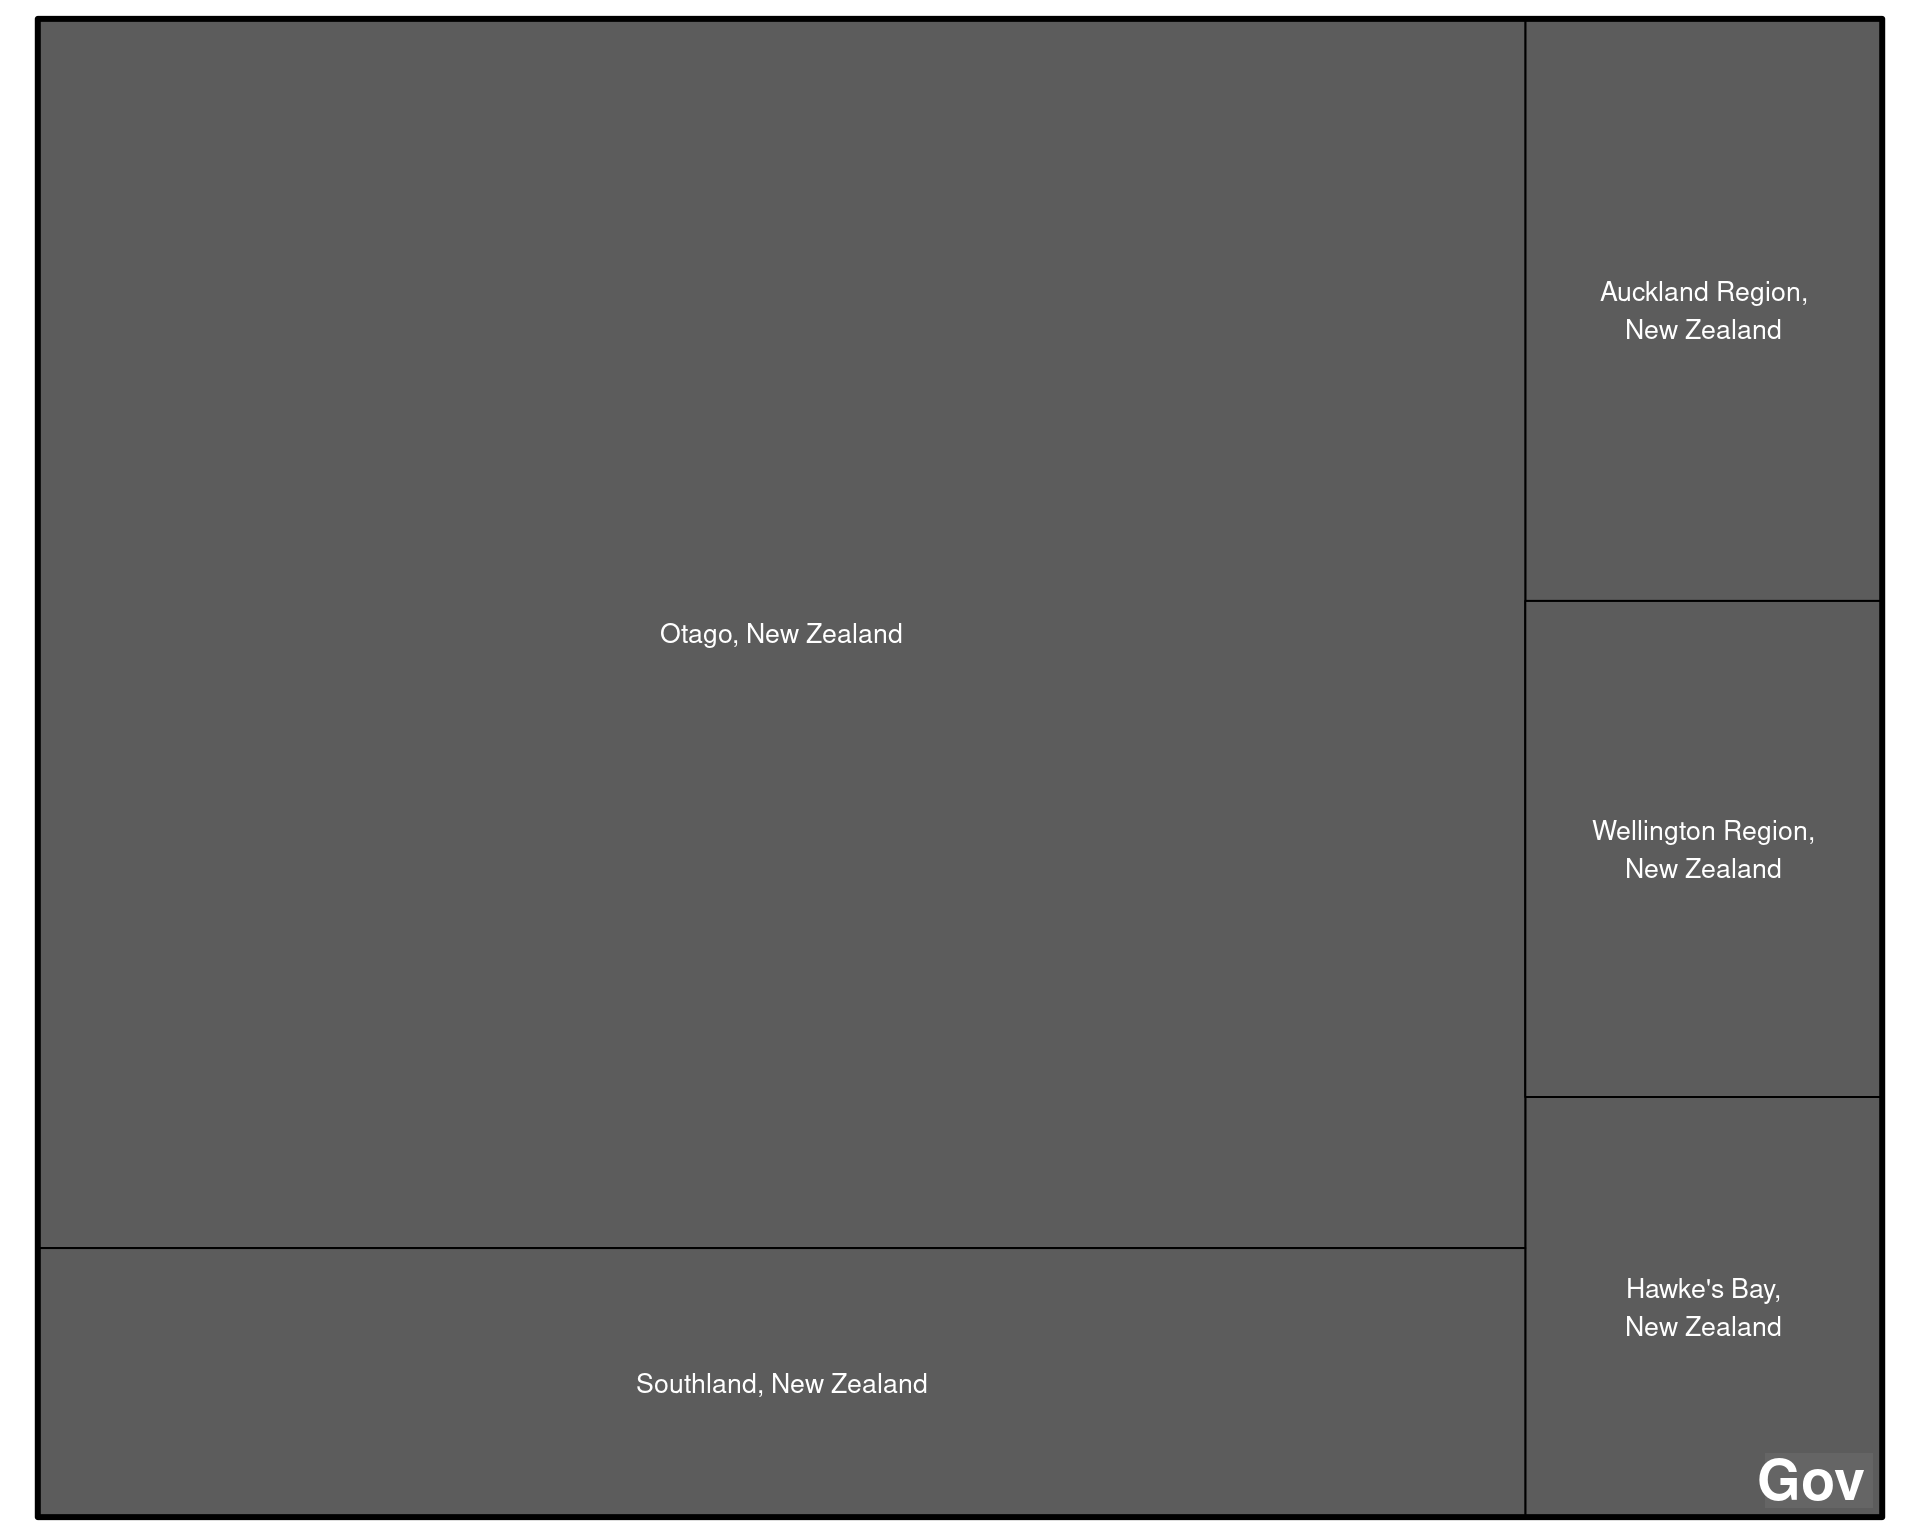 Otago, New Zealand
Southland, New Zealand
Auckland Region,
New Zealand
Wellington Region,
New Zealand
Hawke's Bay,
New Zealand
Gov